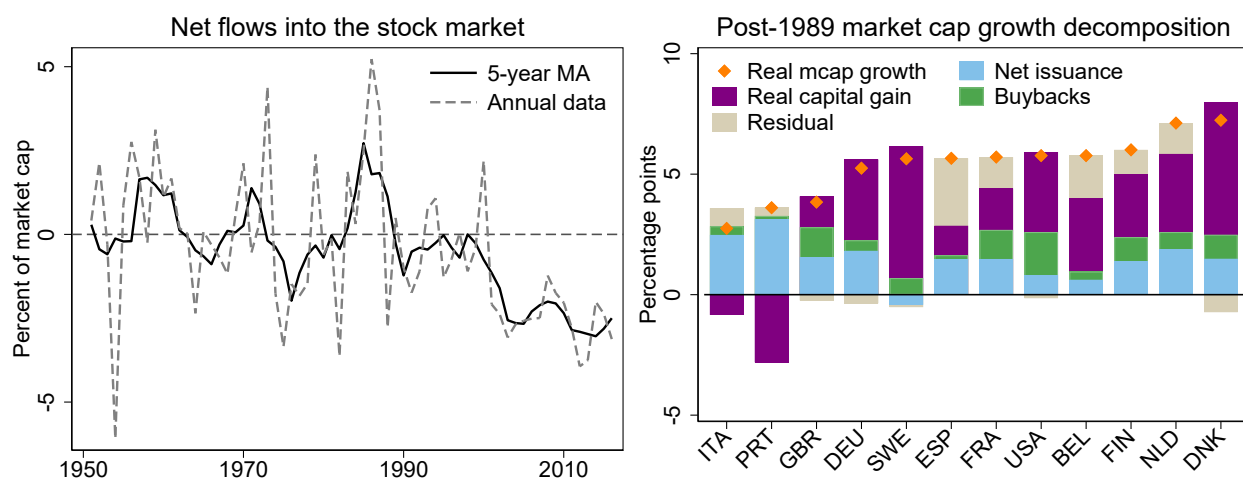 Net flows into the stock market
5-year MA
Annual data
Percent of market cap
5
0
-5
1950
1970
1990
2010
Post-1989 market cap growth decomposition
Real mcap growth
Net issuance
Real capital gain
Buybacks
Residual
Percentage points
10
5
0
-5
ITA
PRT
GBR
DEU
SWE
ESP
FRA
USA
BEL
FIN
NLD
DNK